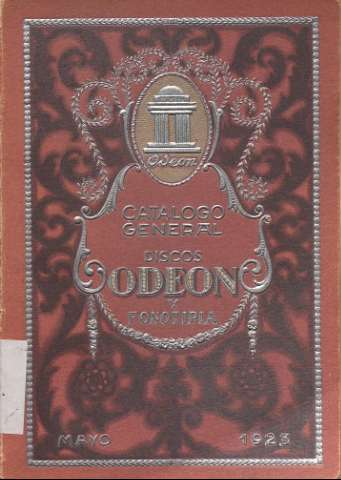 Odeon
CATALOGO
GENERAL
DISCOS
ODEON
Y
FONOTIPIA
MAYO 1923